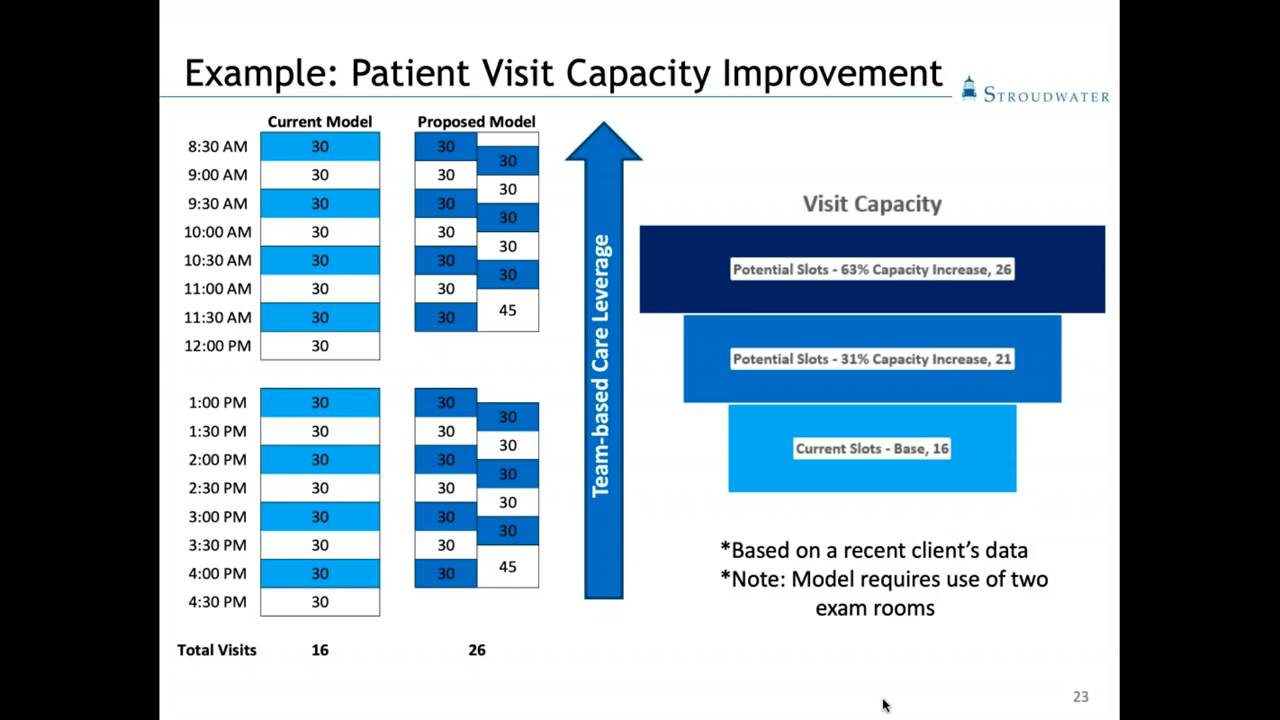 Example: Patient Visit Capacity Improvement
STROUDWATER
Current Model Proposed Model
8:30 AM 30 30
30
9:00 AM 30 30
30
9:30 AM 30 30
30
10:00 AM 30 30
30
10:30 AM 30 30
30
11:00 AM 30 30
45
11:30 AM 30 30
12:00 PM 30
1:00 PM 30 30
30
1:30 PM 30 30
30
2:00 PM 30 30
30
2:30 PM 30 30
30
3:00 PM 30 30
30
3:30 PM 30 30
45
4:00 PM 30 30
4:30 PM 30
Total Visits 16 26
Team-based Care Leverage
Visit Capacity
Potential Slots - 63% Capacity Increase, 26
Potential Slots - 31% Capacity Increase, 21
Current Slots - Base, 16
*Based on a recent client's data
*Note: Model requires use of two
exam rooms
23